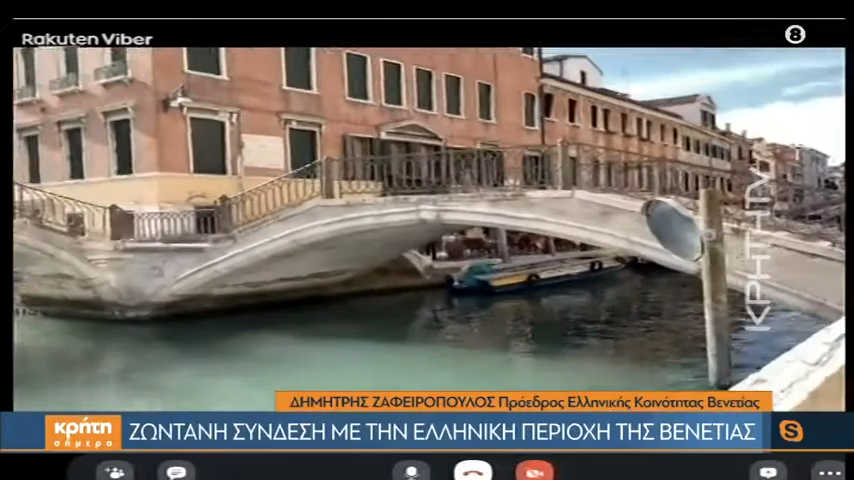 Rakuten Viber
8
ΚΡΗΤΗ TV
ΔΗΜΗΤΡΗΣ ΖΑΦΕΙΡΟΠΟΥΛΟΣ Πρόεδρος Ελληνικής Κοινότητας Βενετίας
κρήτη
σήμερα
ΖΩΝΤΑΝΗ ΣΥΝΔΕΣΗ ΜΕ ΤΗΝ ΕΛΛΗΝΙΚΗ ΠΕΡΙΟΧΗ ΤΗΣ ΒΕΝΕΤΙΑΣ